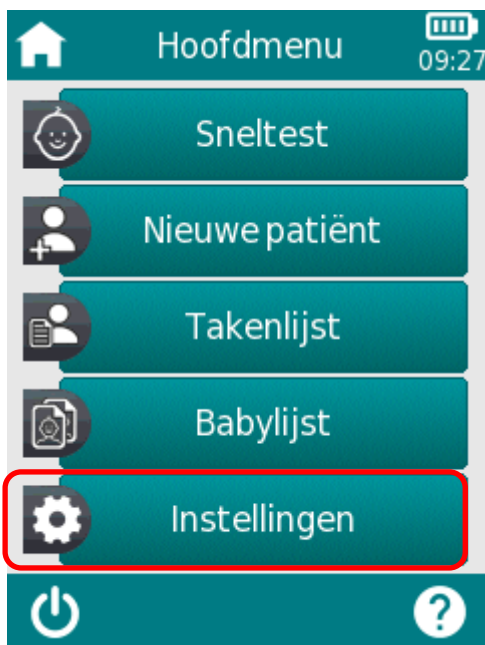 Hoofdmenu
09:27
Sneltest
Nieuwe patiënt
Takenlijst
Babylijst
Instellingen
?